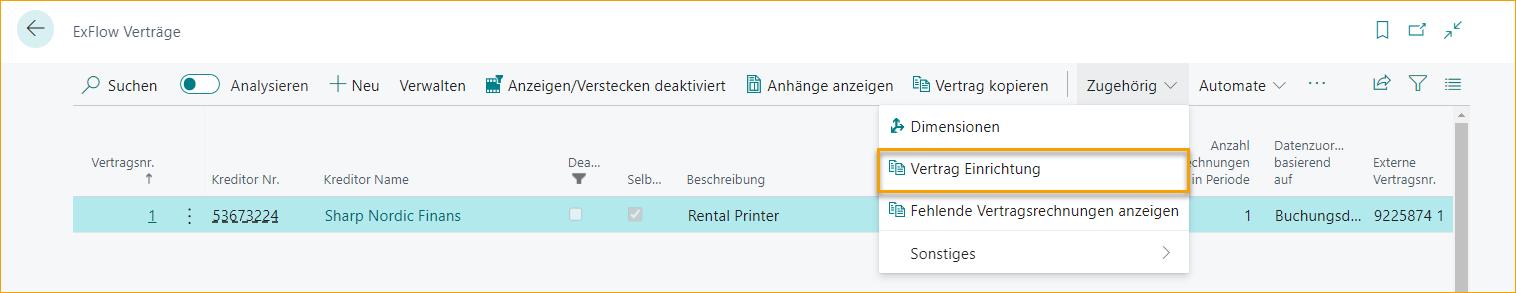 ExFlow Verträge
Suchen Analysieren Neu Verwalten Anzeigen/Verstecken deaktiviert Anhänge anzeigen Vertrag kopieren Zugehörig Automate ...
Dimensionen
Vertrag Einrichtung
Fehlende Vertragsrechnungen anzeigen
Sonstiges
Vertragsnr. ↑
Kreditor Nr.
Kreditor Name
Dea...
Selb...
Beschreibung
Anzahl
in Periode
Datenzuor...
basierend
auf
Externe
Vertragsnr.
1 53673224 Sharp Nordic Finans Rental Printer 1 Buchungsd... 9225874 1